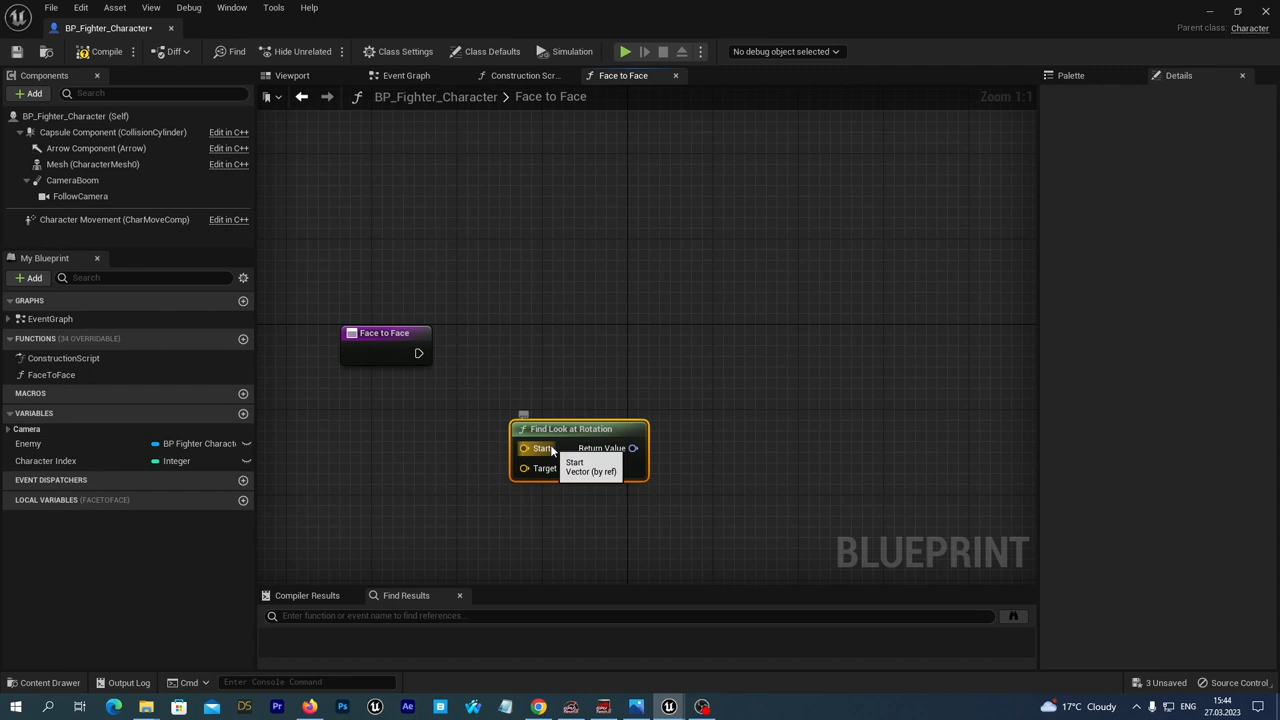 File Edit Asset View Debug Window Tools Help
BP_Fighter_Character*
Parent class: Character
Compile Diff Find Hide Unrelated Class Settings Class Defaults Simulation No debug object selected
Components Viewport Event Graph Construction Scr... Face to Face Palette Details
Add Search BP_Fighter_Character > Face to Face Zoom 1:1
BP_Fighter_Character (Self)
Capsule Component (CollisionCylinder) Edit in C++
Arrow Component (Arrow) Edit in C++
Mesh (CharacterMesh0) Edit in C++
CameraBoom
FollowCamera
Character Movement (CharMoveComp) Edit in C++
My Blueprint
Add Search
GRAPHS
EventGraph
FUNCTIONS (34 OVERRIDABLE)
ConstructionScript
FaceToFace
MACROS
VARIABLES
Camera
Enemy BP Fighter Charact
Character Index Integer
EVENT DISPATCHERS
LOCAL VARIABLES (FACETOFACE)
Face to Face
Find Look at Rotation
Start Return Value
Target
Start
Vector (by ref)
BLUEPRINT
Compiler Results Find Results
Enter function or event name to find references...
Content Drawer Output Log Cmd Enter Console Command 3 Unsaved Source Control
17°C Cloudy ENG 15:44
27.03.2023